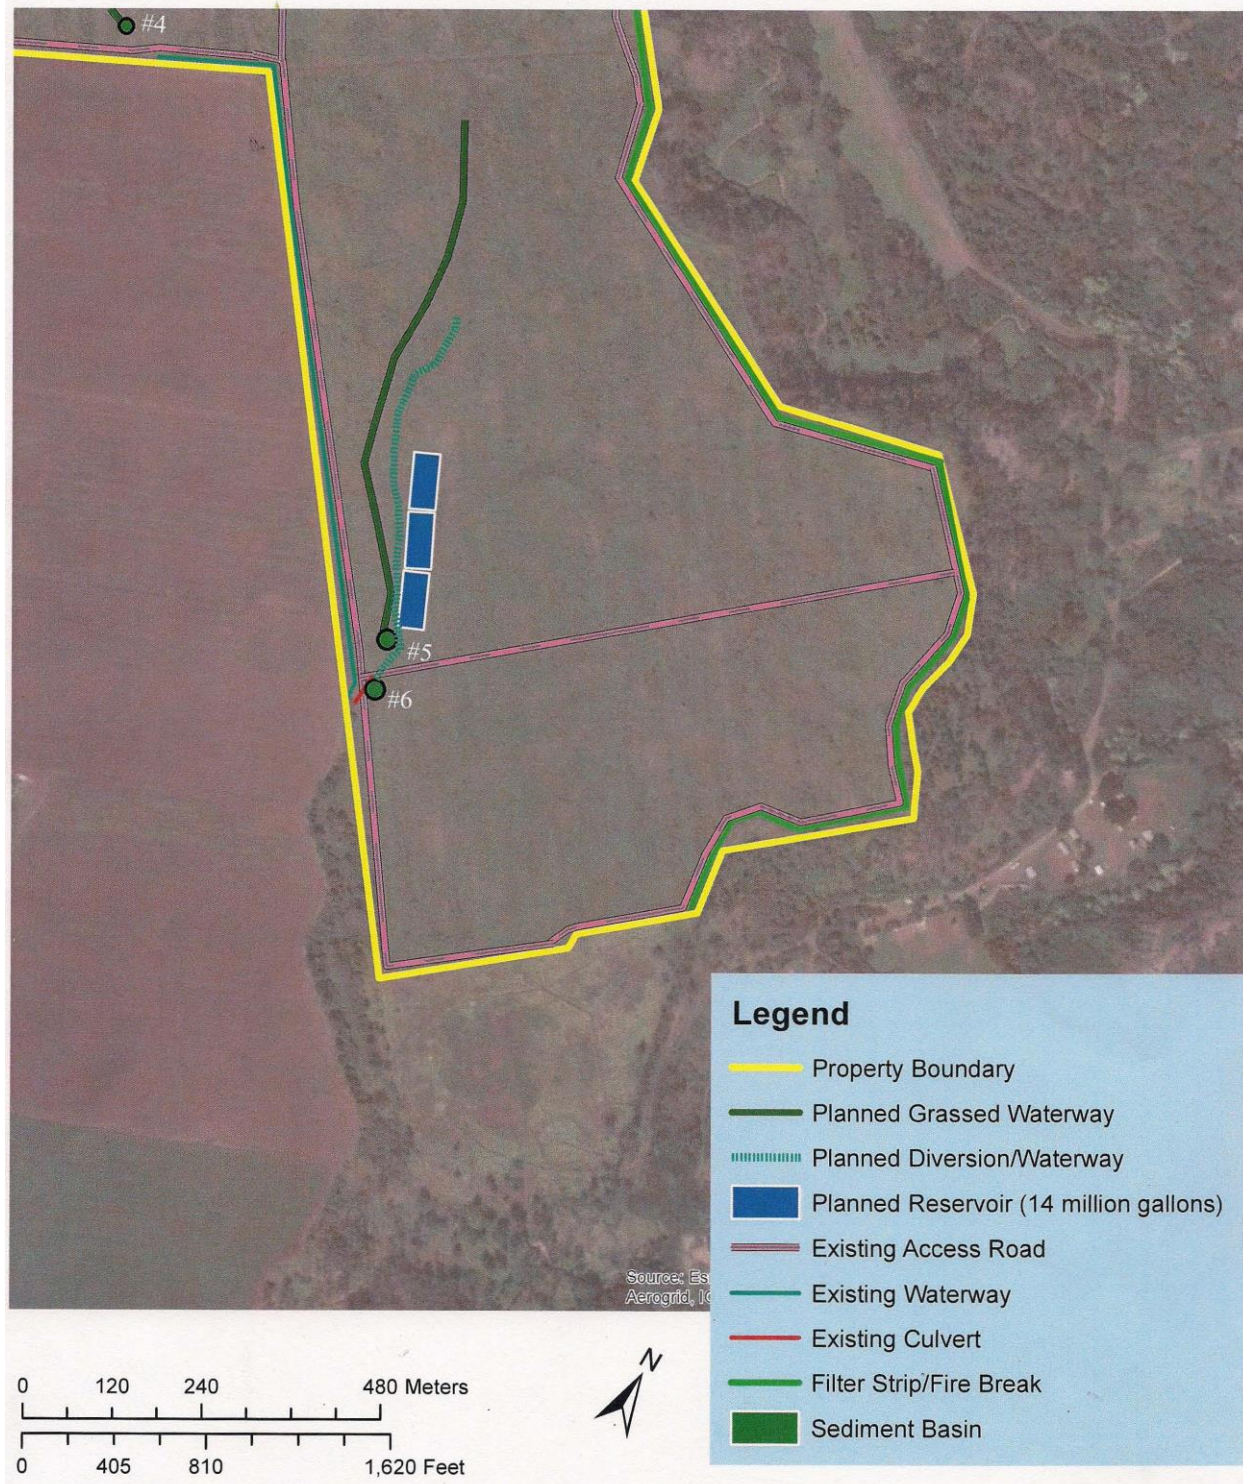 #4
#5
#6
Legend
Property Boundary
Planned Grassed Waterway
Planned Diversion/Waterway
Planned Reservoir (14 million gallons)
Existing Access Road
Existing Waterway
Existing Culvert
Filter Strip/Fire Break
Sediment Basin
Source:
Aerogrid,
N
0 120 240 480 Meters
0 405 810 1,620 Feet